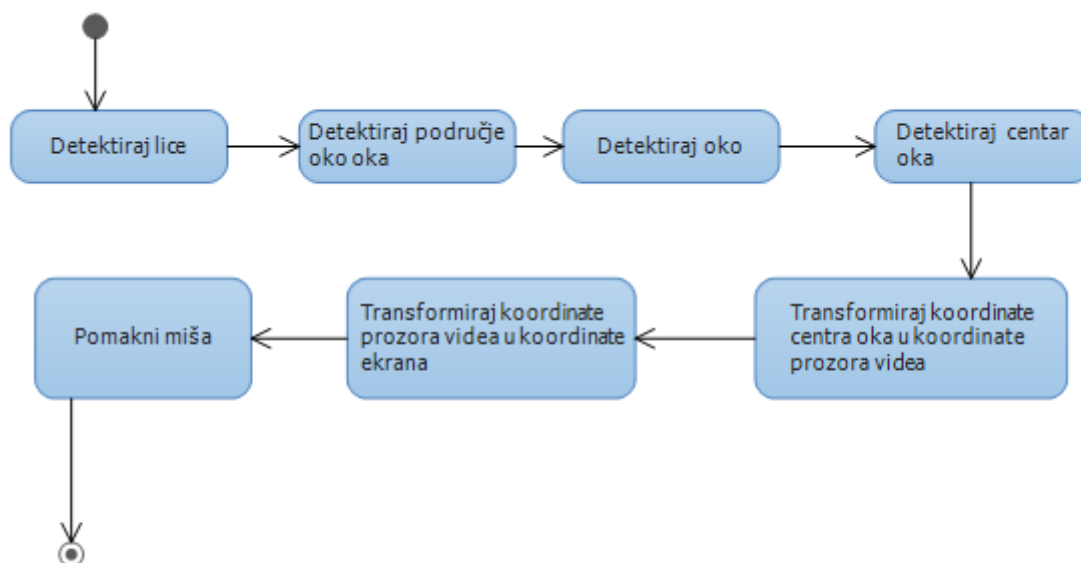 Detektiraj lice
Detektiraj područje
oko oka
Detektiraj oko
Detektiraj centar
oka
Transformiraj koordinate
centra oka u koordinate
prozora videa
Transformiraj koordinate
prozora videa u koordinate
ekrana
Pomakni miša